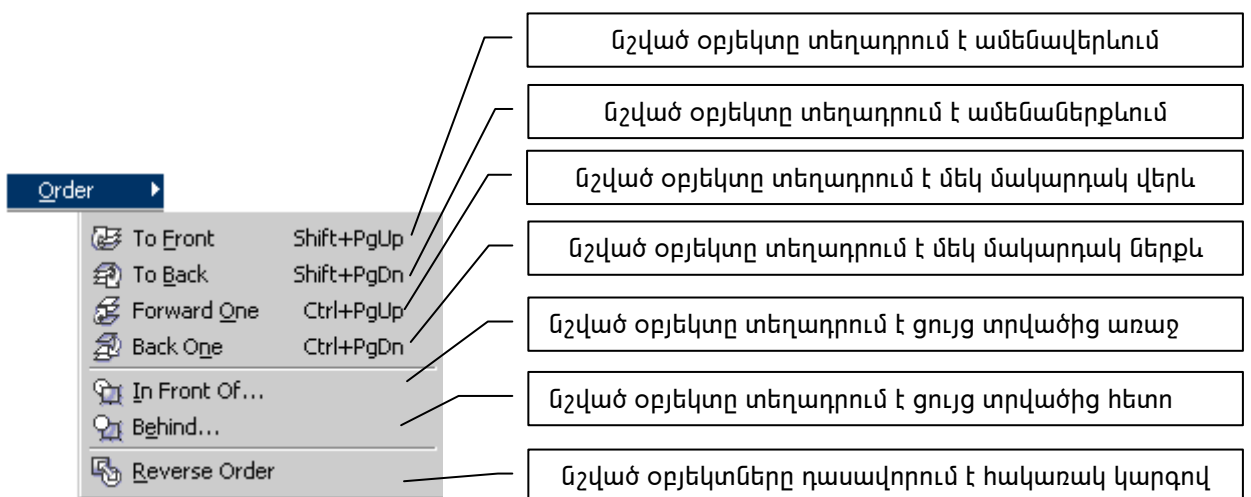 Նշված օբյեկտը տեղադրում է ամենավերևում
Նշված օբյեկտը տեղադրում է ամենաներքևում
Նշված օբյեկտը տեղադրում է մեկ մակարդակ վերև
Նշված օբյեկտը տեղադրում է մեկ մակարդակ ներքև
Նշված օբյեկտը տեղադրում է ցույց տրվածից առաջ
Նշված օբյեկտը տեղադրում է ցույց տրվածից հետո
Նշված օբյեկտները դասավորում է հակառակ կարգով
Order
To Front Shift+PgUp
To Back Shift+PgDn
Forward One Ctrl+PgUp
Back One Ctrl+PgDn
In Front Of...
Behind...
Reverse Order